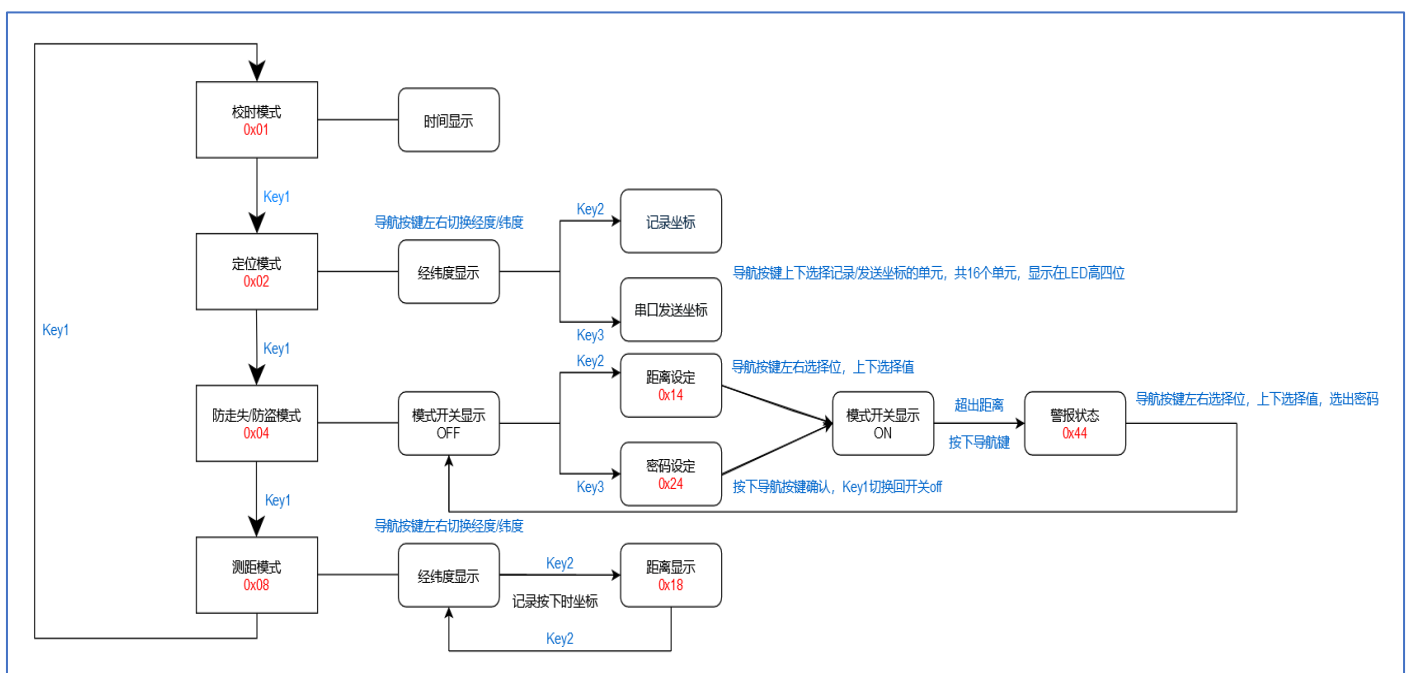 校时模式
0x01
时间显示
Key1
导航按键左右切换经度/纬度
Key2
记录坐标
定位模式
0x02
经纬度显示
导航按键上下选择记录/发送坐标的单元，共16个单元，显示在LED高四位
串口发送坐标
Key3
Key1
Key1
Key2
距离设定
0x14
导航按键左右选择位，上下选择值
防走失/防盗模式
0x04
模式开关显示
OFF
模式开关显示
ON
超出距离
按下导航键
警报状态
0x44
导航按键左右选择位，上下选择值，选出密码
密码设定
0x24
Key3
按下导航按键确认，Key1切换回开关off
Key1
导航按键左右切换经度/纬度
测距模式
0x08
经纬度显示
Key2
记录按下时坐标
距离显示
0x18
Key2